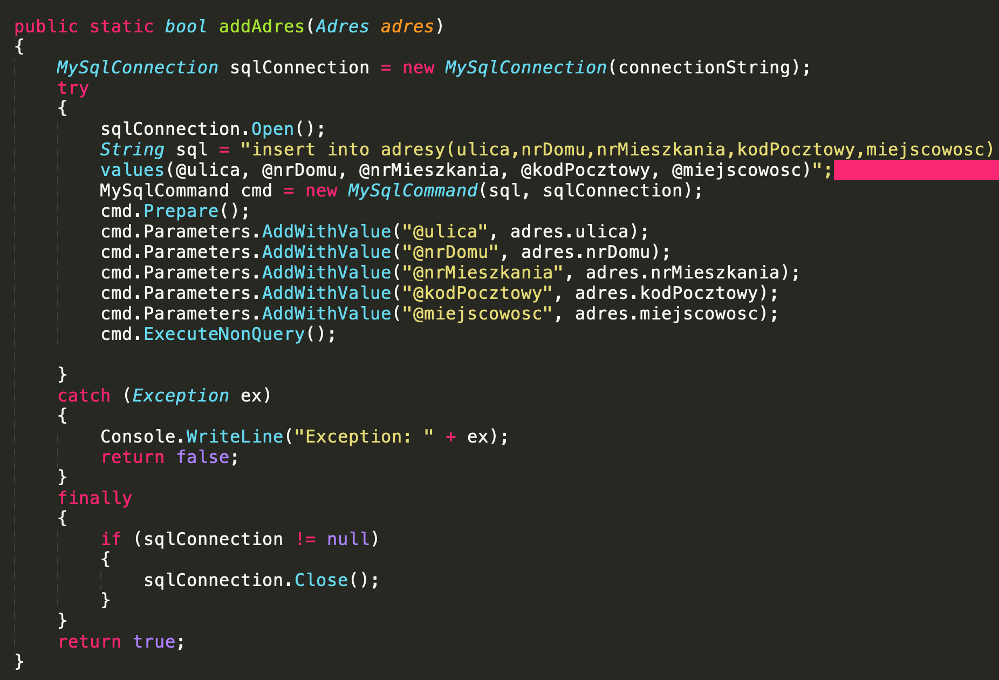 public static bool addAdres(Adres adres)
{
    MySqlConnection sqlConnection = new MySqlConnection(connectionString);
    try
    {
        sqlConnection.Open();
        String sql = "insert into adresy(ulica,nrDomu,nrMieszkania,kodPocztowy,miejscowosc)
        values(@ulica, @nrDomu, @nrMieszkania, @kodPocztowy, @miejscowosc)";
        MySqlCommand cmd = new MySqlCommand(sql, sqlConnection);
        cmd.Prepare();
        cmd.Parameters.AddWithValue("@ulica", adres.ulica);
        cmd.Parameters.AddWithValue("@nrDomu", adres.nrDomu);
        cmd.Parameters.AddWithValue("@nrMieszkania", adres.nrMieszkania);
        cmd.Parameters.AddWithValue("@kodPocztowy", adres.kodPocztowy);
        cmd.Parameters.AddWithValue("@miejscowosc", adres.miejscowosc);
        cmd.ExecuteNonQuery();

    }
    catch (Exception ex)
    {
        Console.WriteLine("Exception: " + ex);
        return false;
    }
    finally
    {
        if (sqlConnection != null)
        {
            sqlConnection.Close();
        }
    }
    return true;
}